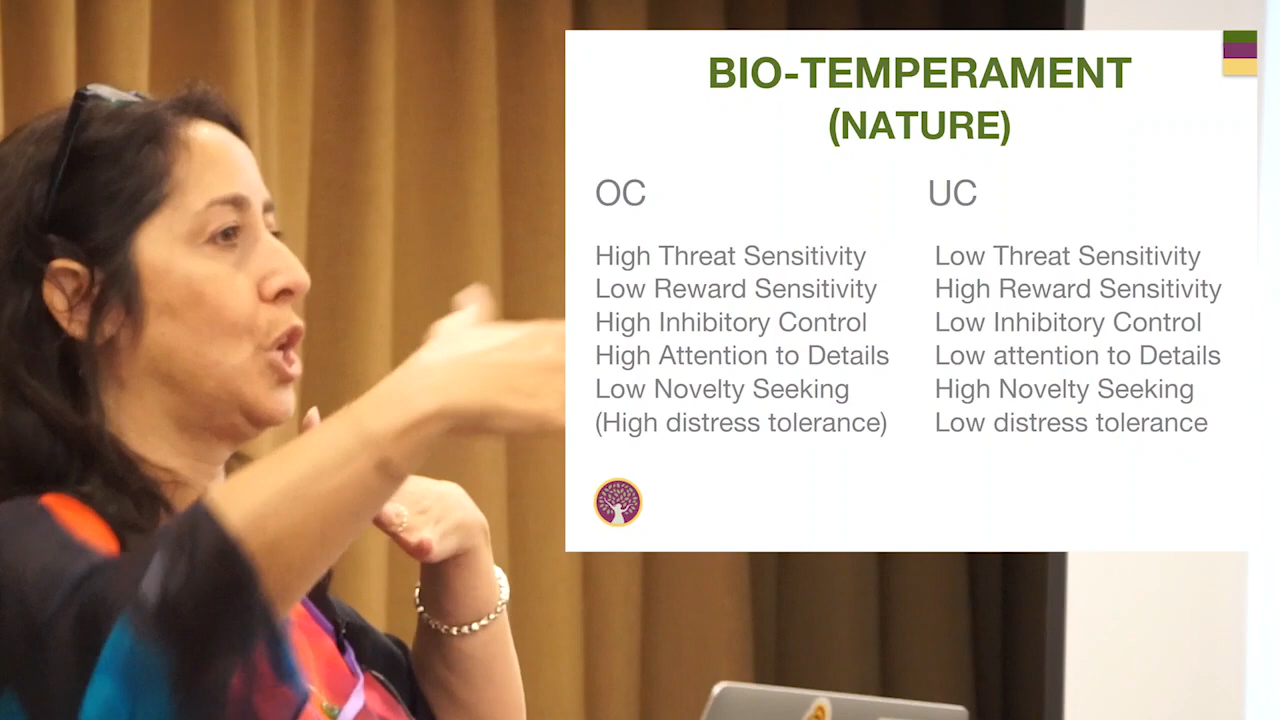 BIO-TEMPERAMENT
(NATURE)
OC
High Threat Sensitivity
Low Reward Sensitivity
High Inhibitory Control
High Attention to Details
Low Novelty Seeking
(High distress tolerance)
UC
Low Threat Sensitivity
High Reward Sensitivity
Low Inhibitory Control
Low attention to Details
High Novelty Seeking
Low distress tolerance